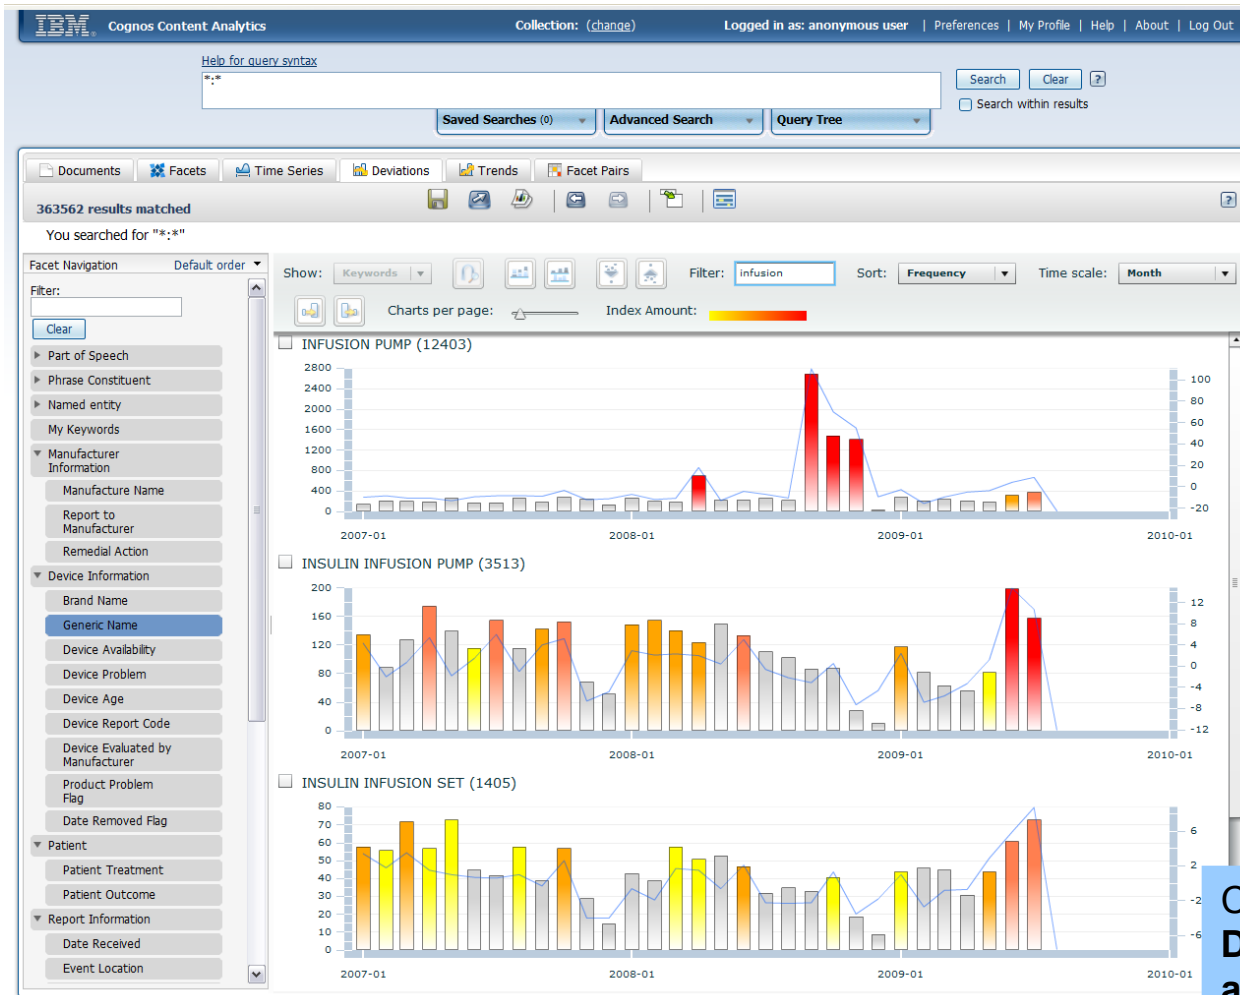 IBM. Cognos Content Analytics Collection: (change) Logged in as: anonymous user | Preferences | My Profile | Help | About | Log Out
Help for query syntax
*:*
Search Clear ?
Search within results
Saved Searches (0) Advanced Search Query Tree
Documents Facets Time Series Deviations Trends Facet Pairs
363562 results matched ?
You searched for "*:*"
Facet Navigation Default order
Filter:
Clear
Part of Speech
Phrase Constituent
Named entity
My Keywords
Manufacturer
Information
Manufacture Name
Report to
Manufacturer
Remedial Action
Device Information
Brand Name
Generic Name
Device Availability
Device Problem
Device Age
Device Report Code
Device Evaluated by
Manufacturer
Product Problem
Flag
Date Removed Flag
Patient
Patient Treatment
Patient Outcome
Report Information
Date Received
Event Location
Show: Keywords Filter: infusion Sort: Frequency Time scale: Month
Charts per page: Index Amount:
INFUSION PUMP (12403)
2800
2400
2000
1600
1200
800
400
0
100
80
60
40
20
0
-20
2007-01 2008-01 2009-01 2010-01
INSULIN INFUSION PUMP (3513)
200
160
120
80
40
0
12
8
4
0
-4
-8
-12
2007-01 2008-01 2009-01 2010-01
INSULIN INFUSION SET (1405)
80
70
60
50
40
30
20
10
0
6
2
-2
-6
2007-01 2008-01 2009-01 2010-01